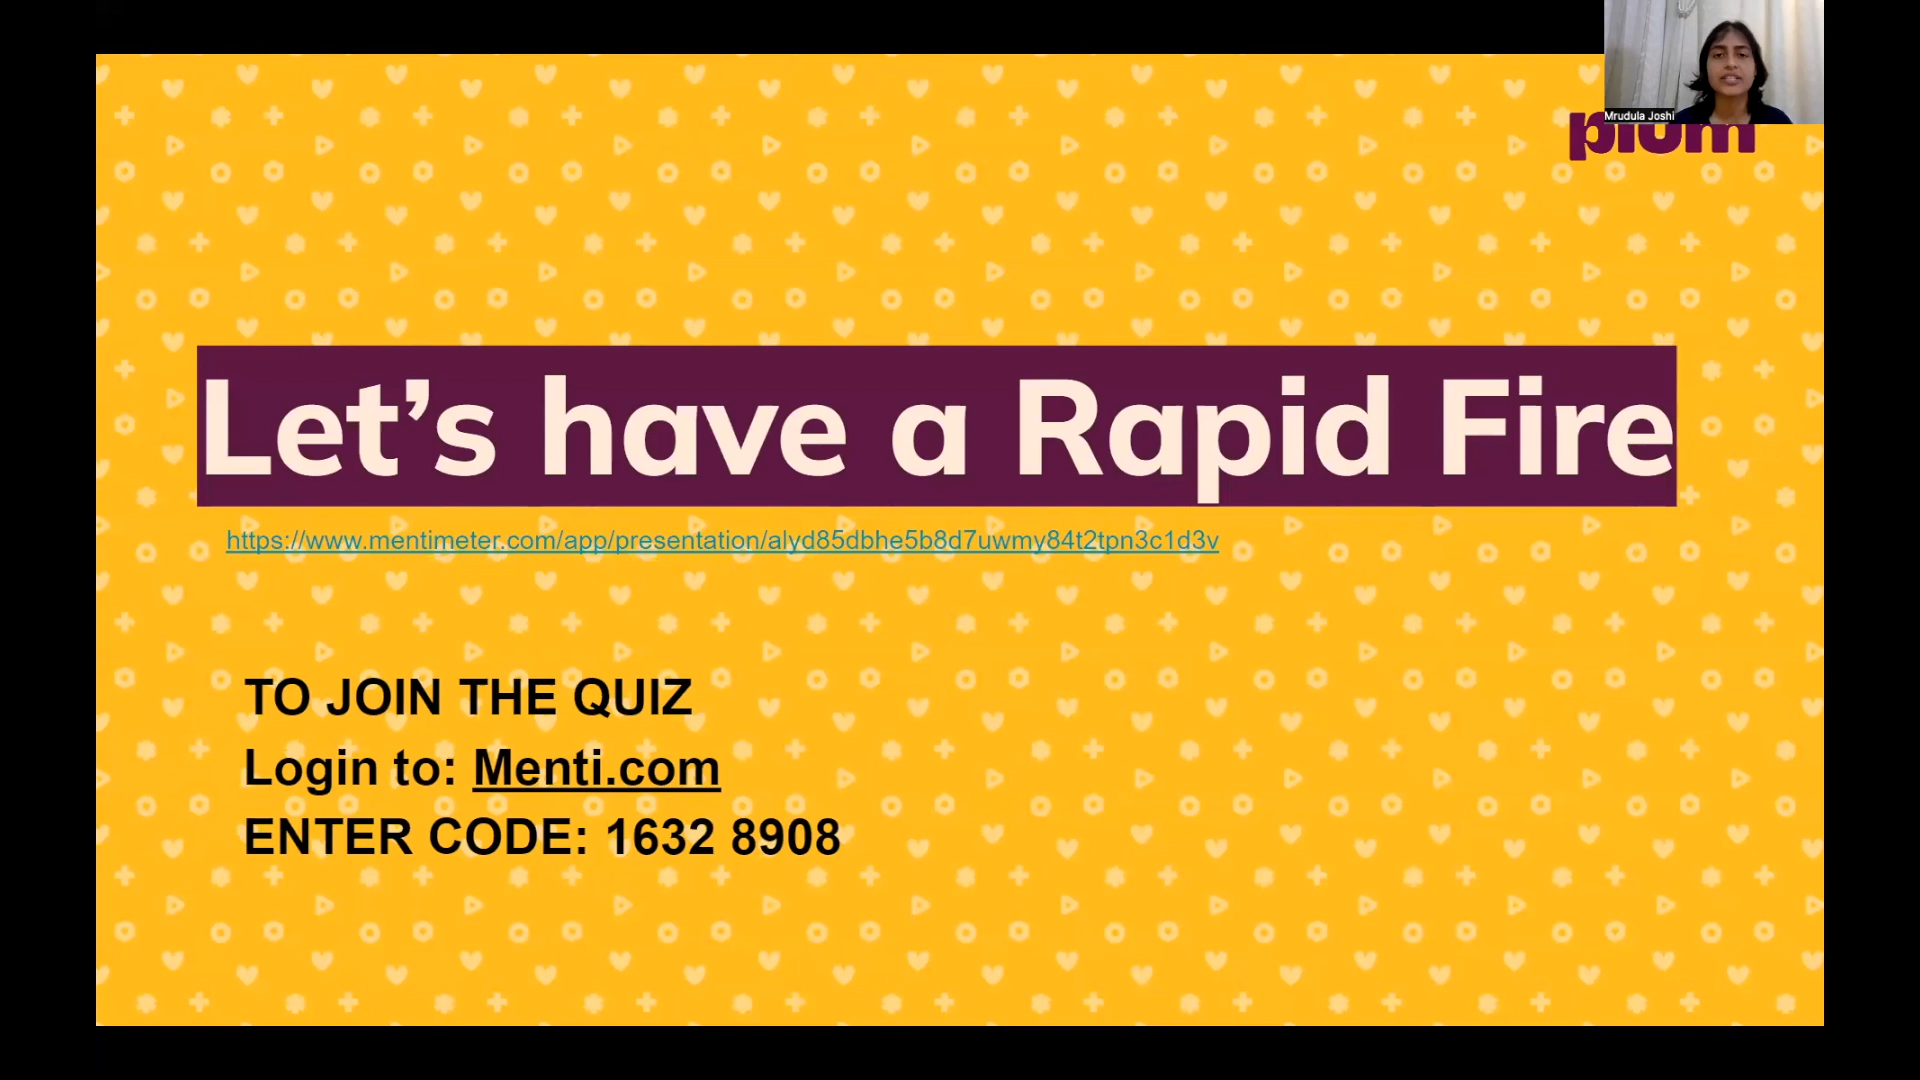 Mrudula Joshi
plum
Let's have a Rapid Fire
https://www.mentimeter.com/app/presentation/alyd85dbhe5b8d7uwmy84t2tpn3c1d3v
TO JOIN THE QUIZ
Login to: Menti.com
ENTER CODE: 1632 8908